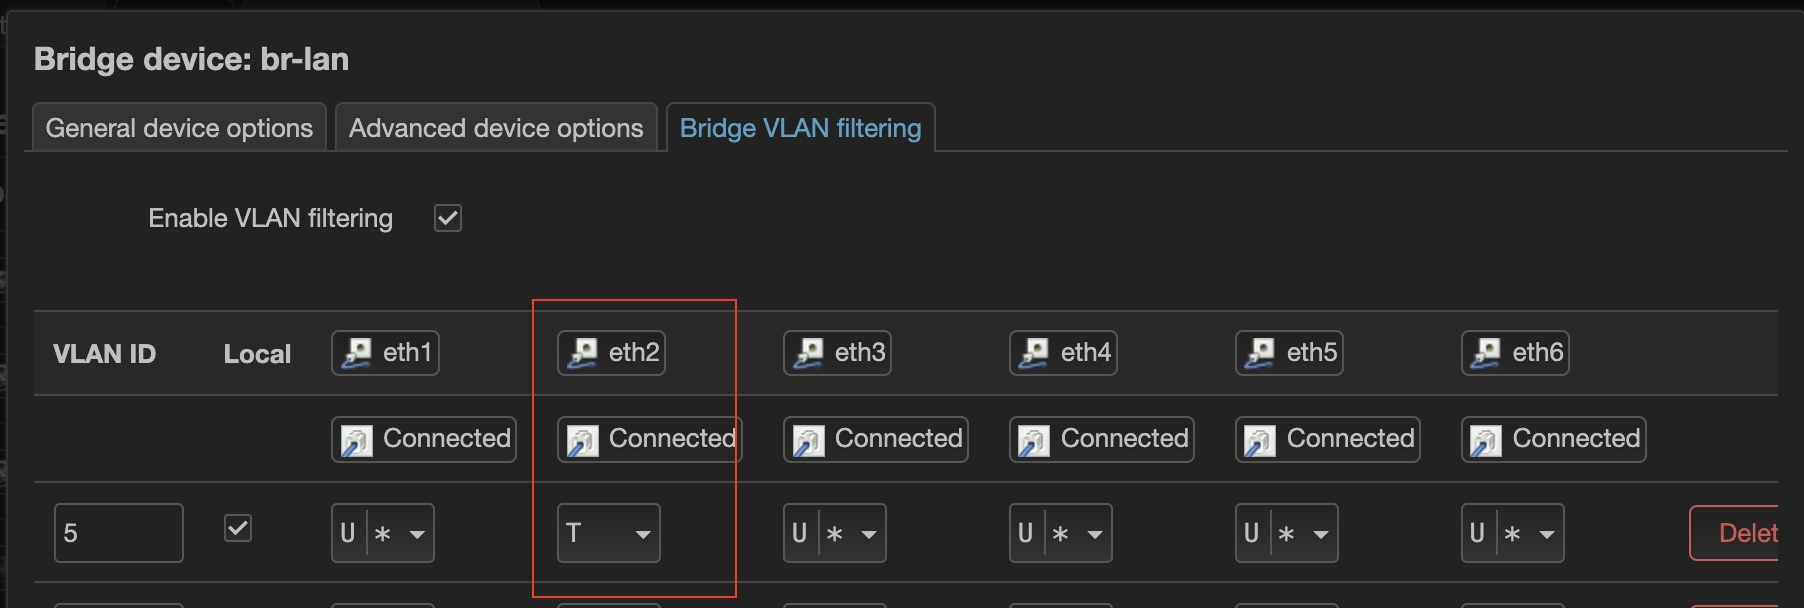 Bridge device: br-lan
General device options Advanced device options Bridge VLAN filtering
Enable VLAN filtering
VLAN ID Local eth1 eth2 eth3 eth4 eth5 eth6
Connected Connected Connected Connected Connected Connected
5 U * T U * U * U * U * Delet